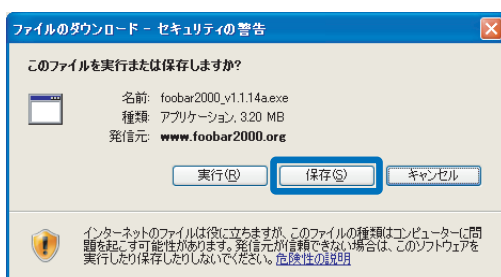 ファイルのダウンロード - セキュリティの警告
このファイルを実行または保存しますか?
名前: foobar2000_v1.1.14a.exe
種類: アプリケーション, 3.20 MB
発信元: www.foobar2000.org
実行(R) 保存(S) キャンセル
インターネットのファイルは役に立ちますが、このファイルの種類はコンピューターに問
題を起こす可能性があります。発信元が信頼できない場合は、このソフトウェアを
実行したり保存したりしないでください。危険性の説明